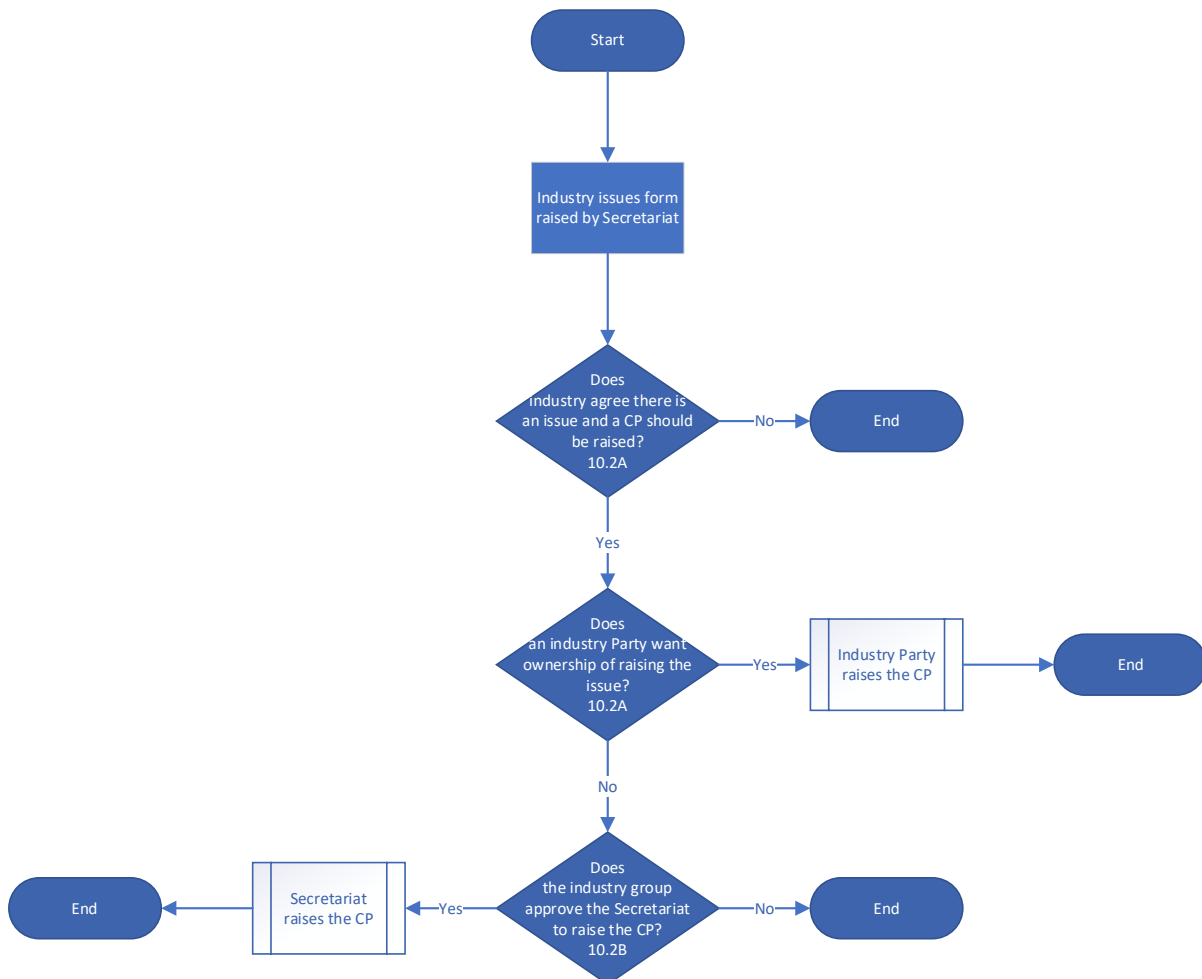 Start
Industry issues form
raised by Secretariat
Does
industry agree there is
an issue and a CP should
be raised?
10.2A
No
End
Yes
Does
an industry Party want
ownership of raising the
issue?
10.2A
Yes
Industry Party
raises the CP
End
No
Does
the industry group
approve the Secretariat
to raise the CP?
10.2B
Yes
Secretariat
raises the CP
End
No
End